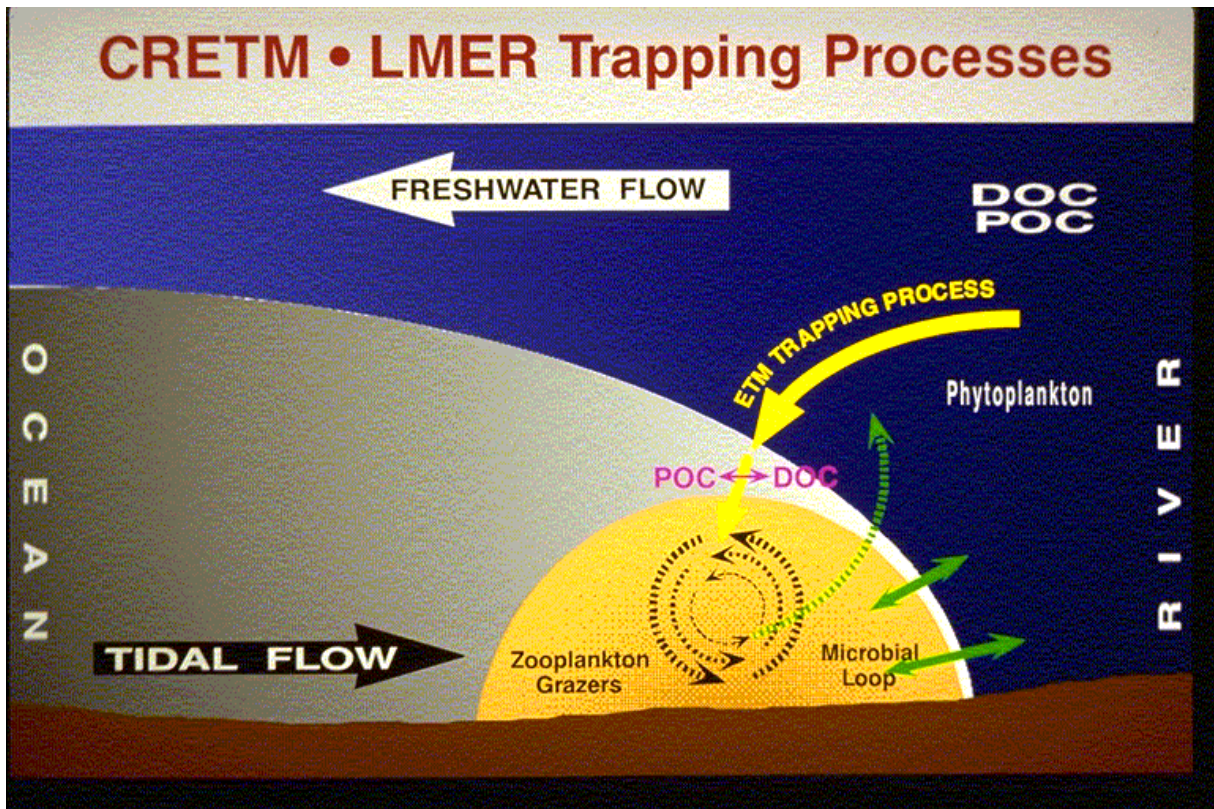 CRETM • LMER Trapping Processes
FRESHWATER FLOW
DOC
POC
ETM TRAPPING PROCESS
OCEAN
Phytoplankton
RIVER
POC DOC
TIDAL FLOW
Zooplankton
Grazers
Microbial
Loop